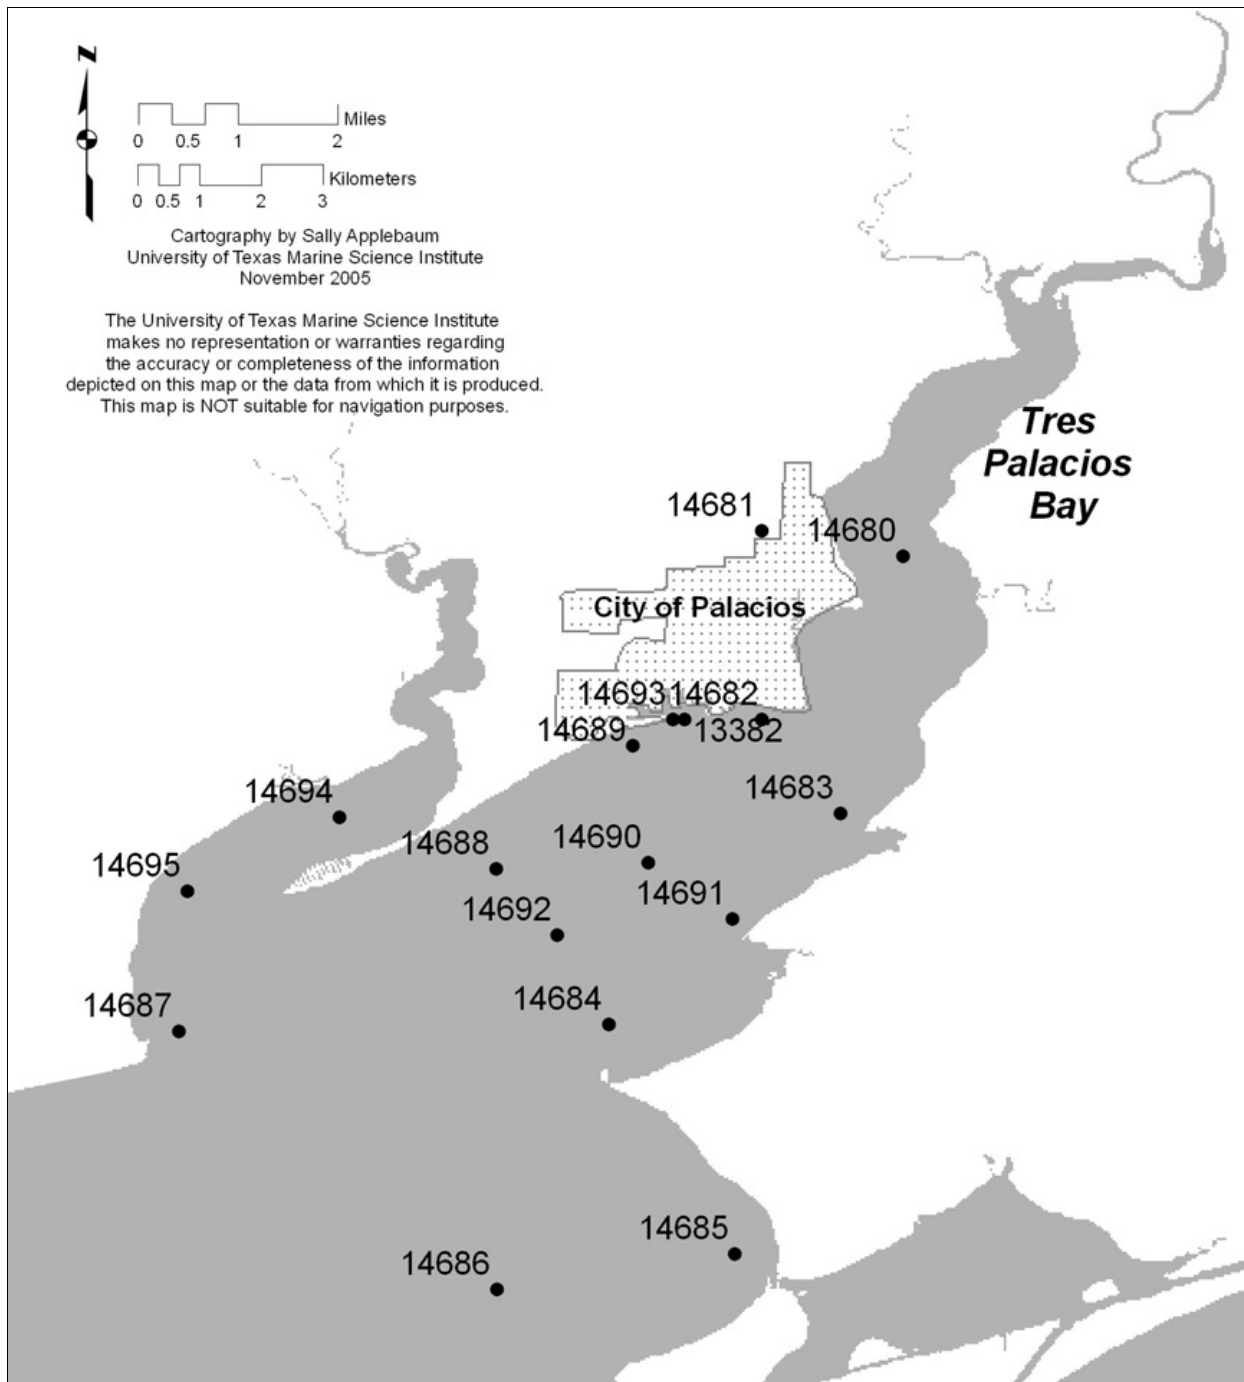 N
Miles
0 0.5 1 2
Kilometers
0 0.5 1 2 3
Cartography by Sally Applebaum
University of Texas Marine Science Institute
November 2005
The University of Texas Marine Science Institute
makes no representation or warranties regarding
the accuracy or completeness of the information
depicted on this map or the data from which it is produced.
This map is NOT suitable for navigation purposes.
Tres
Palacios
Bay
14681
14680
City of Palacios
14693 14682
14689 13382
14683
14694
14688 14690
14695
14691
14692
14684
14687
14685
14686